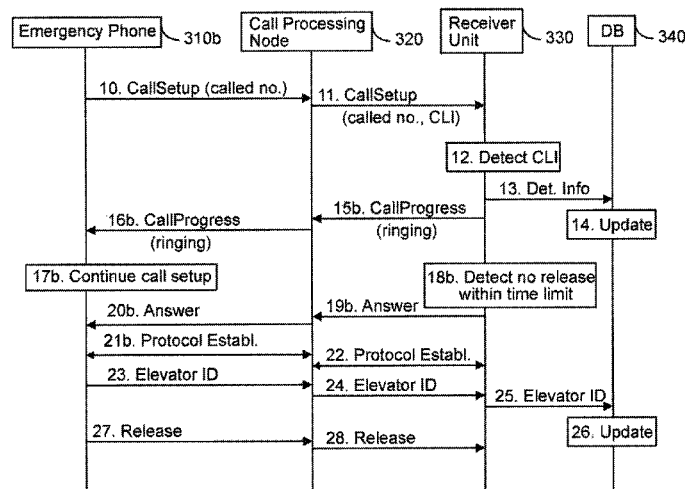 Emergency Phone
310b
Call Processing
Node
320
Receiver
Unit
330
DB
340
10. CallSetup (called no.)
11. CallSetup
(called no., CLI)
12. Detect CLI
13. Det. Info
14. Update
15b. CallProgress
(ringing)
16b. CallProgress
(ringing)
17b. Continue call setup
18b. Detect no release
within time limit
19b. Answer
20b. Answer
21b. Protocol Establ.
22. Protocol Establ.
23. Elevator ID
24. Elevator ID
25. Elevator ID
26. Update
27. Release
28. Release